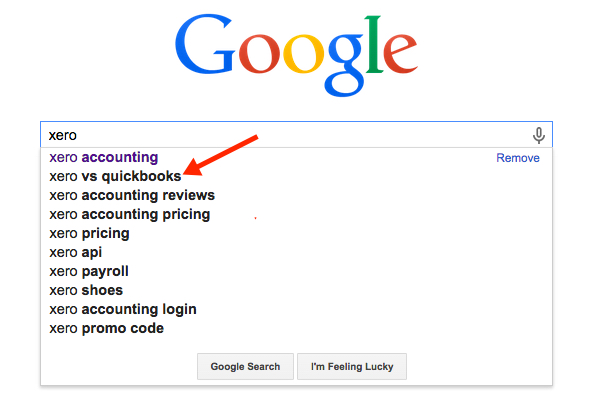 Google
xero
xero accounting Remove
xero vs quickbooks
xero accounting reviews
xero accounting pricing
xero pricing
xero api
xero payroll
xero shoes
xero accounting login
xero promo code
Google Search I'm Feeling Lucky